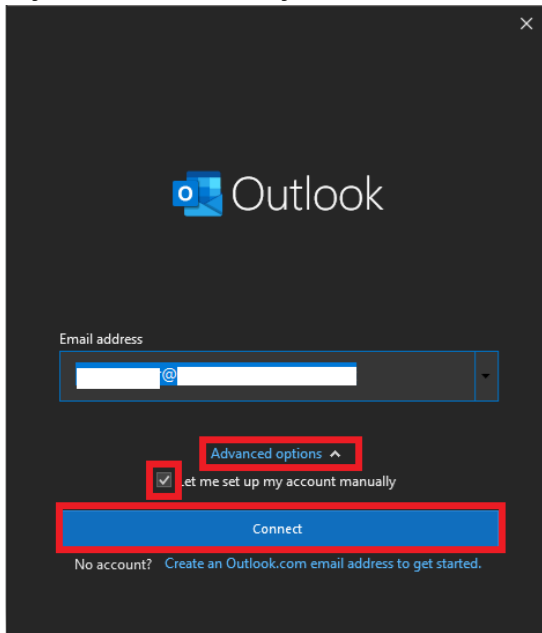 Outlook
Email address
@
Advanced options
Let me set up my account manually
Connect
No account? Create an Outlook.com email address to get started.